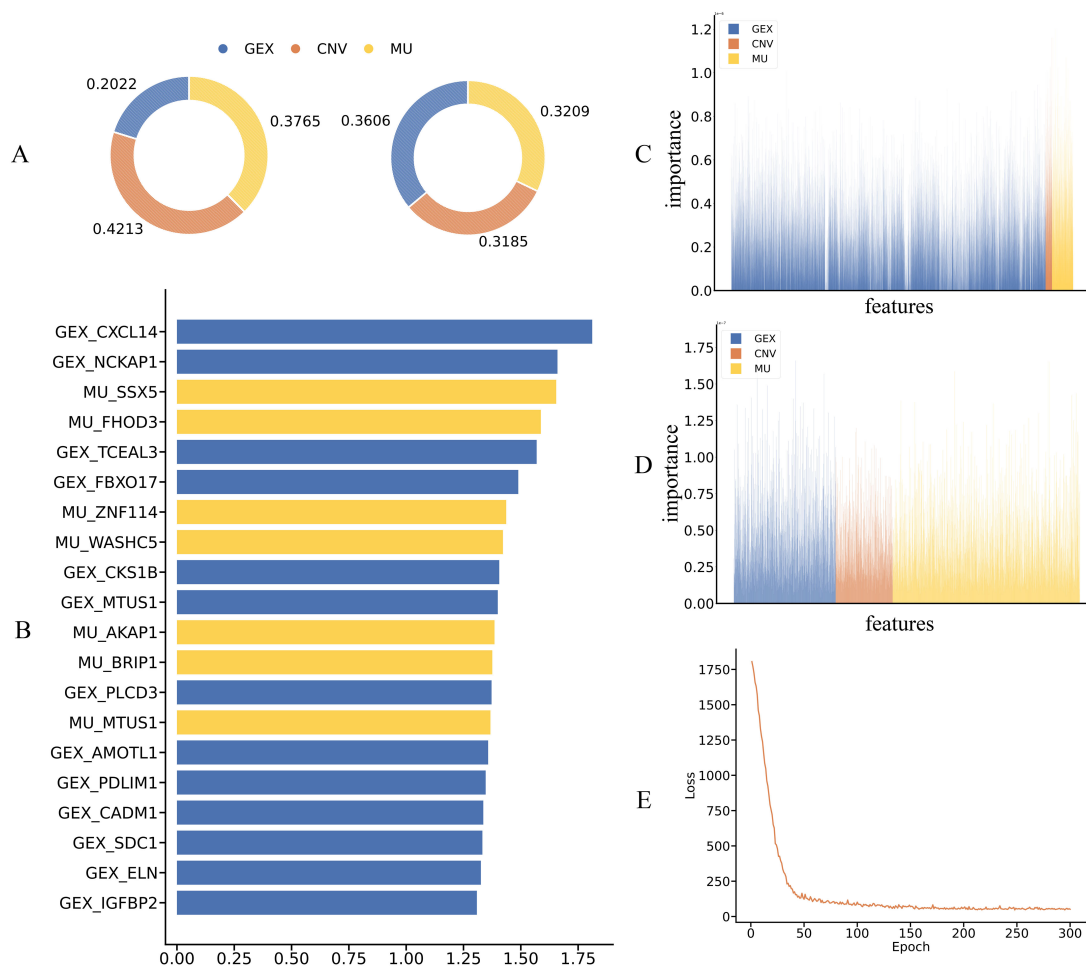 GEX CNV MU
0.2022
0.3765
0.4213
0.3606
0.3209
0.3185
A
GEX_CXCL14
GEX_NCKAP1
MU_SSX5
MU_FHOD3
GEX_TCEAL3
GEX_FBXO17
MU_ZNF114
MU_WASHC5
GEX_CKS1B
GEX_MTUS1
MU_AKAP1
MU_BRIP1
GEX_PLCD3
MU_MTUS1
GEX_AMOTL1
GEX_PDLIM1
GEX_CADM1
GEX_SDC1
GEX_ELN
GEX_IGFBP2
B
0.00 0.25 0.50 0.75 1.00 1.25 1.50 1.75
C
importance
1.2
1.0
0.8
0.6
0.4
0.2
0.0
GEX
CNV
MU
features
D
importance
1.75
1.50
1.25
1.00
0.75
0.50
0.25
0.00
GEX
CNV
MU
features
E
Loss
1750
1500
1250
1000
750
500
250
0
0 50 100 150 200 250 300
Epoch